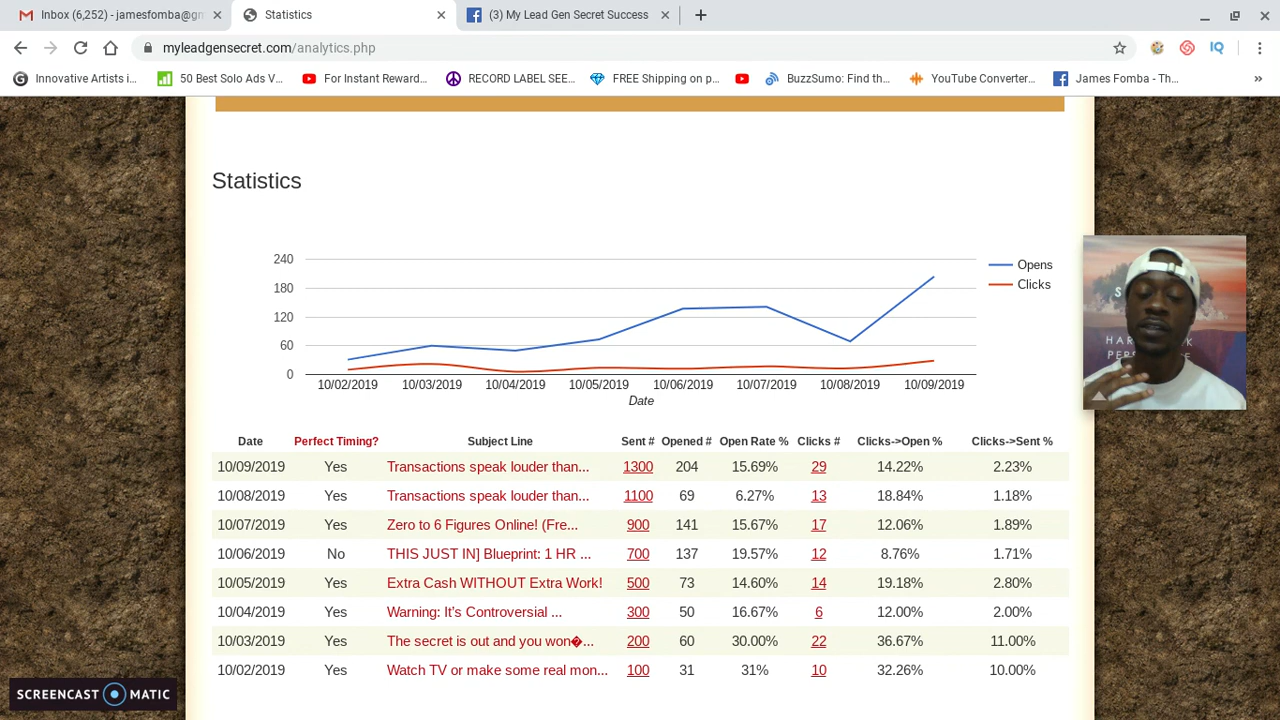 Inbox (6,252) - jamesfomba@gm
Statistics
(3) My Lead Gen Secret Success
myleadgensecret.com/analytics.php
Innovative Artists i...
50 Best Solo Ads V...
For Instant Reward...
RECORD LABEL SEE...
FREE Shipping on p...
BuzzSumo: Find th...
YouTube Converter...
James Fomba - Th...
Statistics
240
180
120
60
0
Opens
Clicks
10/02/2019 10/03/2019 10/04/2019 10/05/2019 10/06/2019 10/07/2019 10/08/2019 10/09/2019
Date
Date Perfect Timing? Subject Line Sent # Opened # Open Rate % Clicks # Clicks->Open % Clicks->Sent %
10/09/2019 Yes Transactions speak louder than... 1300 204 15.69% 29 14.22% 2.23%
10/08/2019 Yes Transactions speak louder than... 1100 69 6.27% 13 18.84% 1.18%
10/07/2019 Yes Zero to 6 Figures Online! (Fre... 900 141 15.67% 17 12.06% 1.89%
10/06/2019 No THIS JUST IN] Blueprint: 1 HR ... 700 137 19.57% 12 8.76% 1.71%
10/05/2019 Yes Extra Cash WITHOUT Extra Work! 500 73 14.60% 14 19.18% 2.80%
10/04/2019 Yes Warning: It's Controversial ... 300 50 16.67% 6 12.00% 2.00%
10/03/2019 Yes The secret is out and you won�... 200 60 30.00% 22 36.67% 11.00%
10/02/2019 Yes Watch TV or make some real mon... 100 31 31% 10 32.26% 10.00%
SCREENCAST MATIC